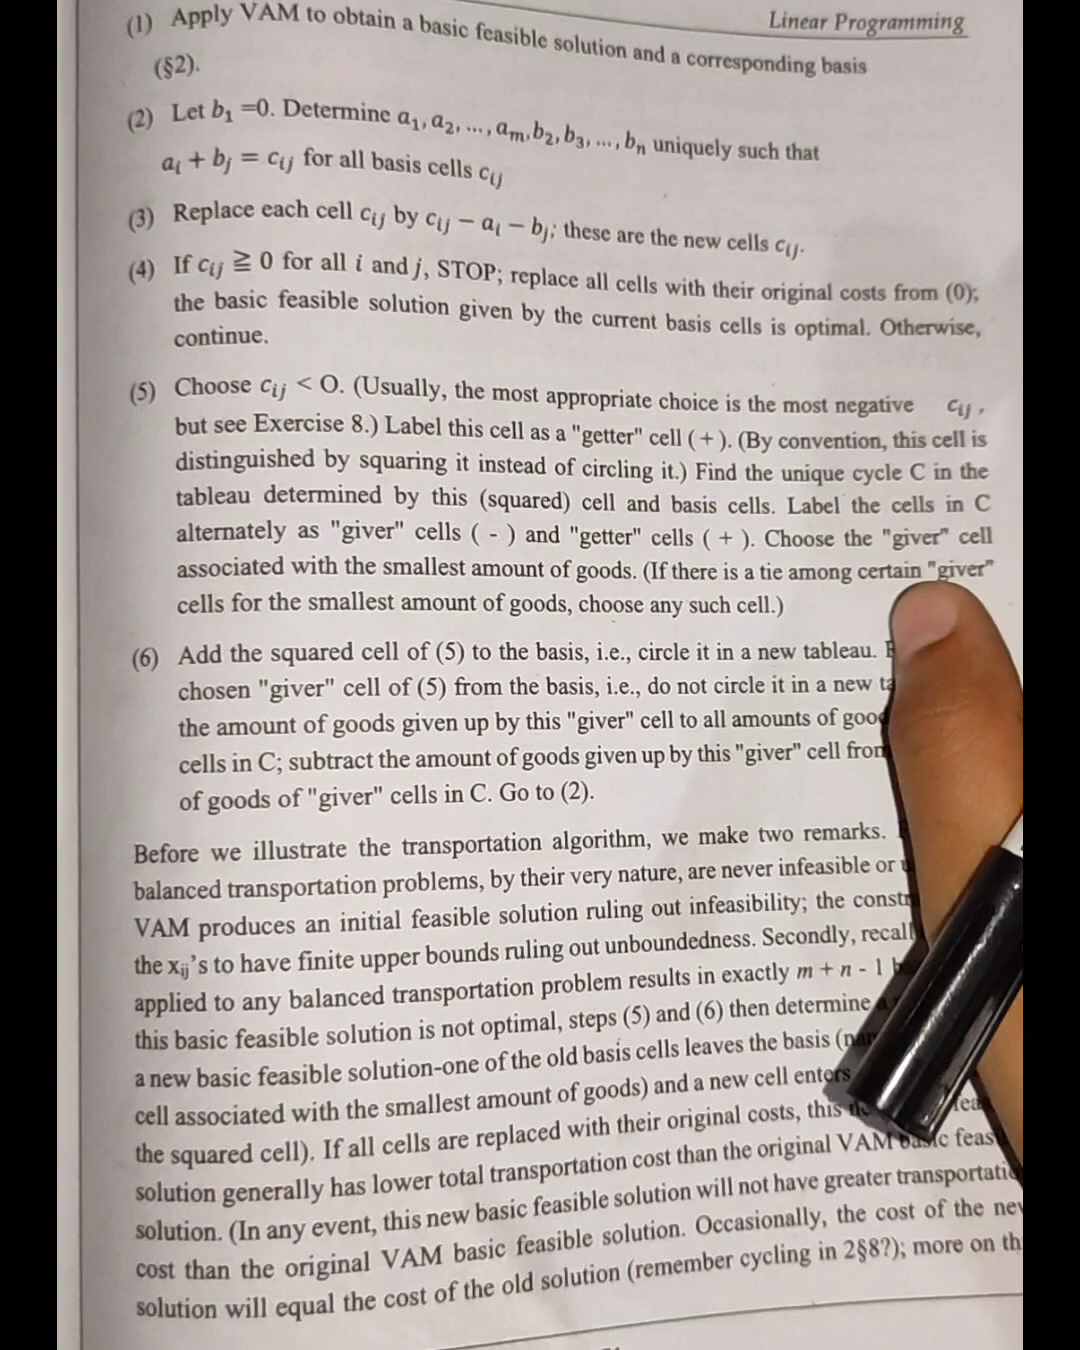 Linear Programming
(1) Apply VAM to obtain a basic feasible solution and a corresponding basis
(§2).
(2) Let b₁ =0. Determine a₁, a₂, ..., aₘ, b₂, b₃, ..., bₙ uniquely such that
aᵢ + bⱼ = cᵢⱼ for all basis cells cᵢⱼ
(3) Replace each cell cᵢⱼ by cᵢⱼ − aᵢ − bⱼ; these are the new cells cᵢⱼ.
(4) If cᵢⱼ ≧ 0 for all i and j, STOP; replace all cells with their original costs from (0);
the basic feasible solution given by the current basis cells is optimal. Otherwise,
continue.
(5) Choose cᵢⱼ < O. (Usually, the most appropriate choice is the most negative cᵢⱼ,
but see Exercise 8.) Label this cell as a "getter" cell ( + ). (By convention, this cell is
distinguished by squaring it instead of circling it.) Find the unique cycle C in the
tableau determined by this (squared) cell and basis cells. Label the cells in C
alternately as "giver" cells ( - ) and "getter" cells ( + ). Choose the "giver" cell
associated with the smallest amount of goods. (If there is a tie among certain "giver"
cells for the smallest amount of goods, choose any such cell.)
(6) Add the squared cell of (5) to the basis, i.e., circle it in a new tableau.
chosen "giver" cell of (5) from the basis, i.e., do not circle it in a new
the amount of goods given up by this "giver" cell to all amounts of
cells in C; subtract the amount of goods given up by this "giver" cell from
of goods of "giver" cells in C. Go to (2).
Before we illustrate the transportation algorithm, we make two remarks.
balanced transportation problems, by their very nature, are never infeasible or
VAM produces an initial feasible solution ruling out infeasibility; the
the xᵢⱼ's to have finite upper bounds ruling out unboundedness. Secondly, recall
applied to any balanced transportation problem results in exactly m + n - 1
this basic feasible solution is not optimal, steps (5) and (6) then determine
a new basic feasible solution-one of the old basis cells leaves the basis
cell associated with the smallest amount of goods) and a new cell enters
the squared cell). If all cells are replaced with their original costs, this
solution generally has lower total transportation cost than the original VAM basic
solution. (In any event, this new basic feasible solution will not have greater
cost than the original VAM basic feasible solution. Occasionally, the cost of the
solution will equal the cost of the old solution (remember cycling in 2§8?); more on